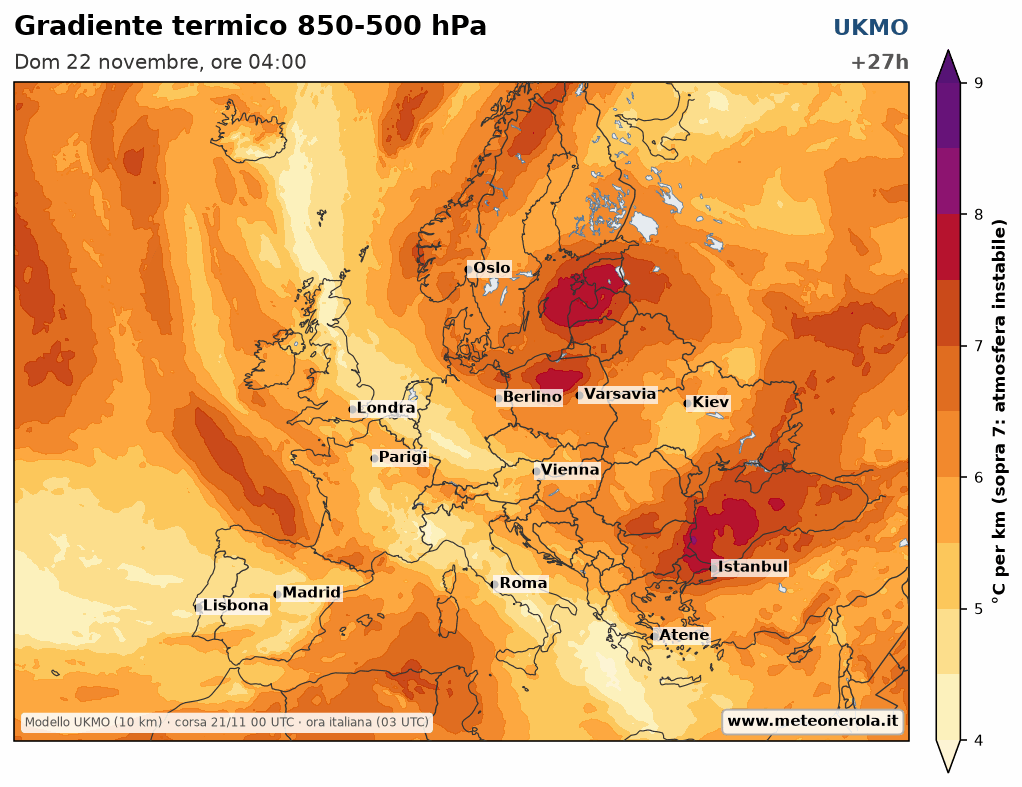 Gradiente termico 850-500 hPa
UKMO
Dom 22 novembre, ore 04:00
+27h
Oslo
Berlino
Varsavia
Kiev
Londra
Parigi
Vienna
Istanbul
Roma
Madrid
Lisbona
Atene
Modello UKMO (10 km) · corsa 21/11 00 UTC · ora italiana (03 UTC)
www.meteonerola.it
9
8
7
6
5
4
°C per km (sopra 7: atmosfera instabile)